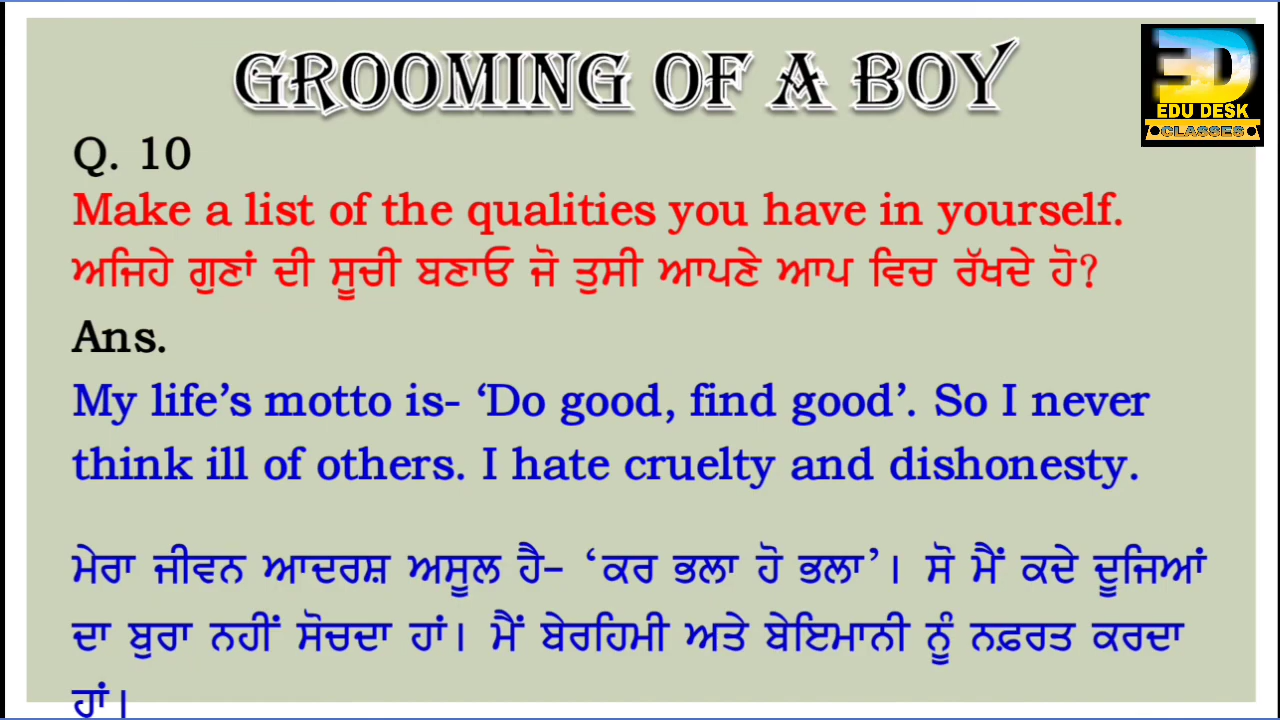 GROOMING OF A BOY
ED
EDU DESK
CLASSES
Q. 10
Make a list of the qualities you have in yourself.
ਅਜਿਹੇ ਗੁਣਾਂ ਦੀ ਸੂਚੀ ਬਣਾਓ ਜੋ ਤੁਸੀ ਆਪਣੇ ਆਪ ਵਿਚ ਰੱਖਦੇ ਹੋ?
Ans.
My life’s motto is- ‘Do good, find good’. So I never
think ill of others. I hate cruelty and dishonesty.
ਮੇਰਾ ਜੀਵਨ ਆਦਰਸ਼ ਅਸੂਲ ਹੈ- ‘ਕਰ ਭਲਾ ਹੋ ਭਲਾ’। ਸੋ ਮੈਂ ਕਦੇ ਦੂਜਿਆਂ
ਦਾ ਬੁਰਾ ਨਹੀਂ ਸੋਚਦਾ ਹਾਂ। ਮੈਂ ਬੇਰਹਿਮੀ ਅਤੇ ਬੇਇਮਾਨੀ ਨੂੰ ਨਫ਼ਰਤ ਕਰਦਾ
ਹਾਂ।